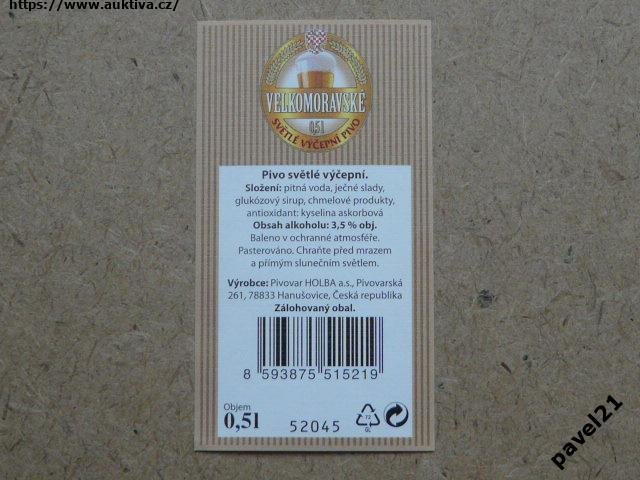 https://www.auktiva.cz/
VELKOMORAVSKÉ
0,5l
SVĚTLÉ VÝČEPNÍ PIVO
Pivo světlé výčepní.
Složení: pitná voda, ječné slady,
glukózový sirup, chmelové produkty,
antioxidant: kyselina askorbová
Obsah alkoholu: 3,5 % obj.
Baleno v ochranné atmosféře.
Pasterováno. Chraňte před mrazem
a přímým slunečním světlem.
Výrobce: Pivovar HOLBA a.s., Pivovarská
261, 78833 Hanušovice, Česká republika
Zálohovaný obal.
8 593875 515219
Objem
0,5l
52045
72
GL
pavel21